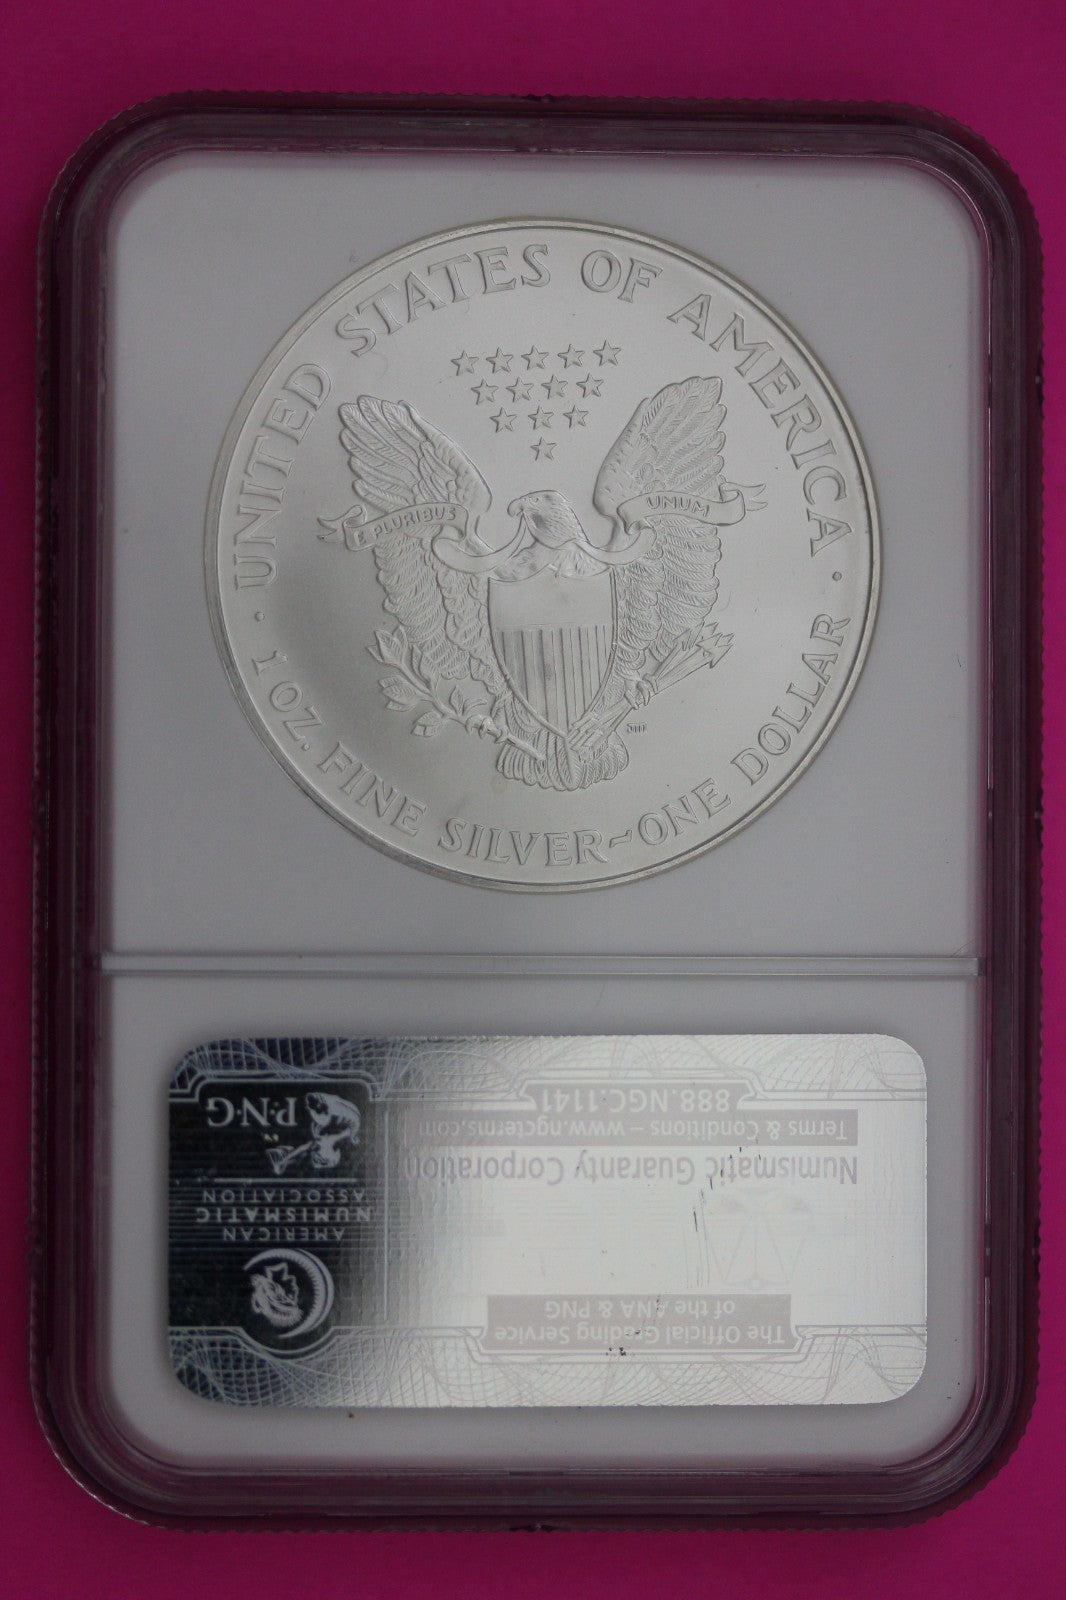 UNITED STATES OF AMERICA
E PLURIBUS UNUM
JM
· 1 OZ. FINE SILVER~ONE DOLLAR ·
The Official Grading Service
of the ANA & PNG
Numismatic Guaranty Corporation
Terms & Conditions – www.ngcterms.com
888.NGC.1141
AMERICAN
NUMISMATIC
ASSOCIATION
P·N·G